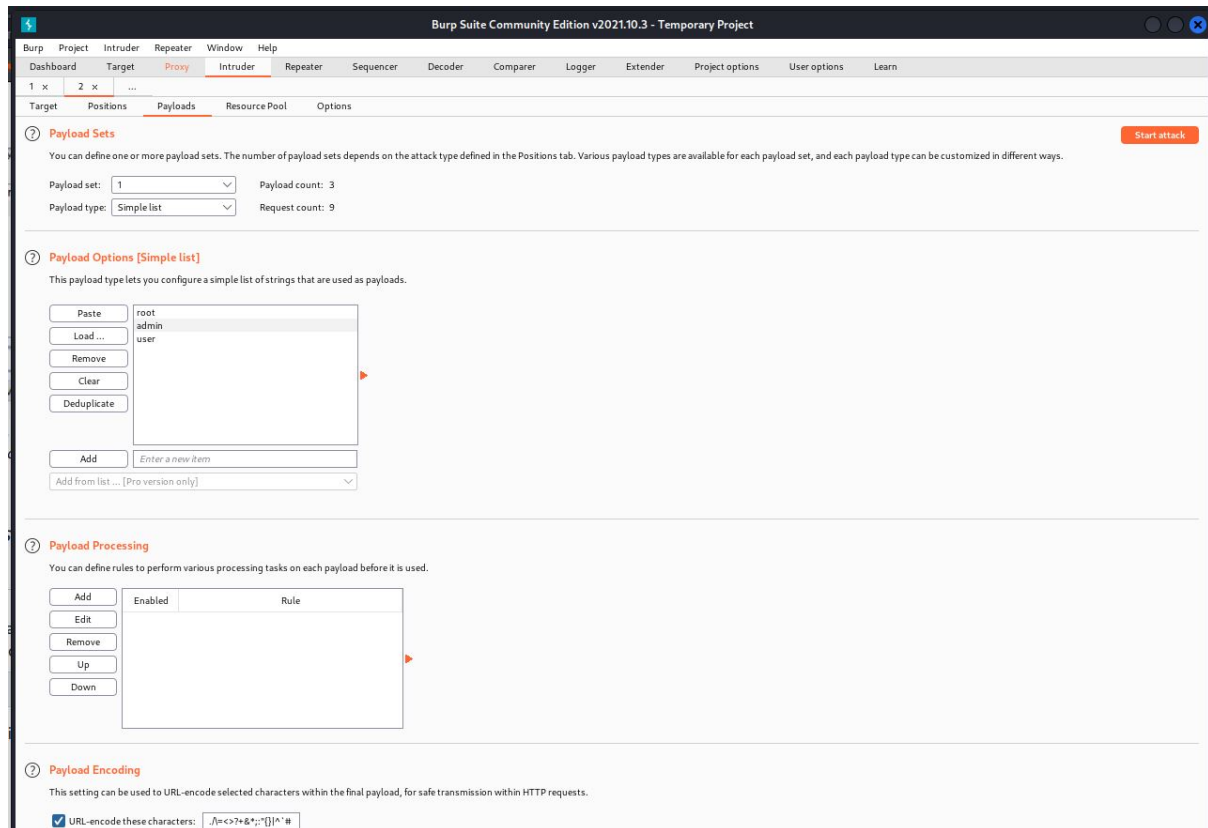 Burp Suite Community Edition v2021.10.3 - Temporary Project
Burp Project Intruder Repeater Window Help
Dashboard Target Proxy Intruder Repeater Sequencer Decoder Comparer Logger Extender Project options User options Learn
1 × 2 × ...
Target Positions Payloads Resource Pool Options
? Payload Sets
Start attack
You can define one or more payload sets. The number of payload sets depends on the attack type defined in the Positions tab. Various payload types are available for each payload set, and each payload type can be customized in different ways.
Payload set: 1 Payload count: 3
Payload type: Simple list Request count: 9
? Payload Options [Simple list]
This payload type lets you configure a simple list of strings that are used as payloads.
Paste
Load ...
Remove
Clear
Deduplicate
root
admin
user
Add Enter a new item
Add from list ... [Pro version only]
? Payload Processing
You can define rules to perform various processing tasks on each payload before it is used.
Add
Edit
Remove
Up
Down
Enabled Rule
? Payload Encoding
This setting can be used to URL-encode selected characters within the final payload, for safe transmission within HTTP requests.
URL-encode these characters: ./\=<>?+&*;:"{}|^`#